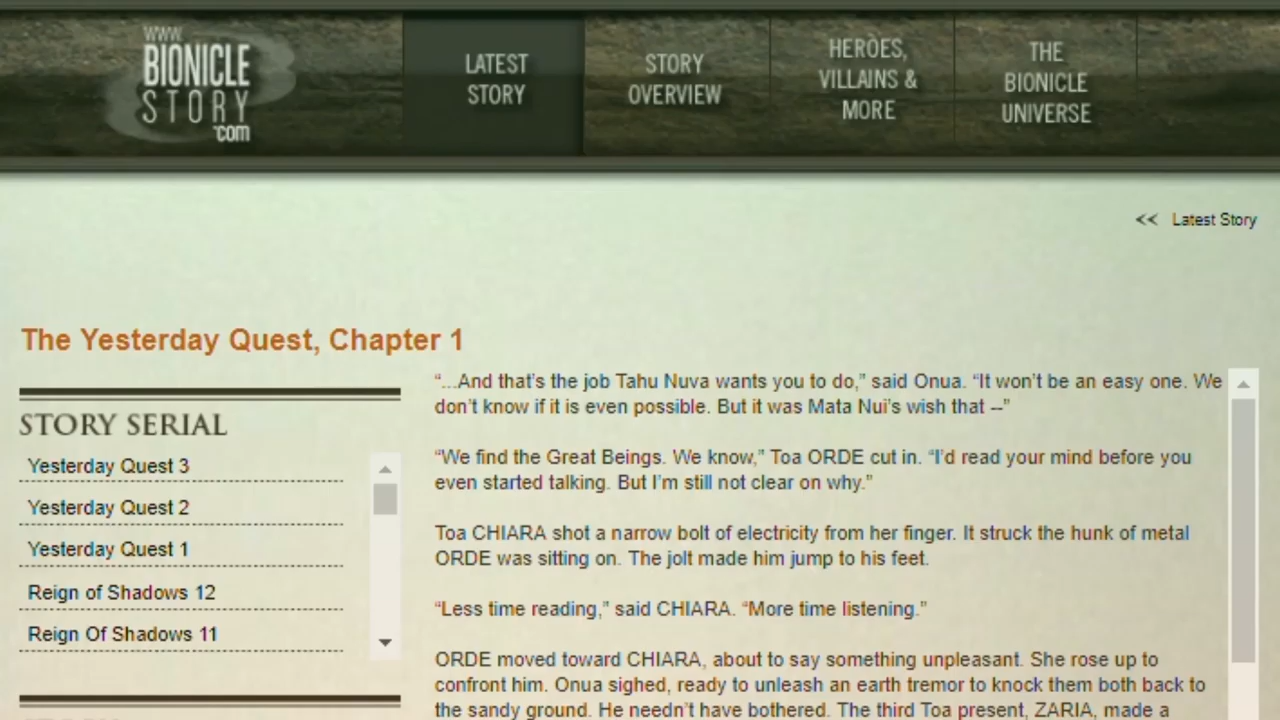 WWW.
BIONICLE
STORY
.com
LATEST
STORY
STORY
OVERVIEW
HEROES,
VILLAINS &
MORE
THE
BIONICLE
UNIVERSE
<< Latest Story
The Yesterday Quest, Chapter 1
STORY SERIAL
Yesterday Quest 3
Yesterday Quest 2
Yesterday Quest 1
Reign of Shadows 12
Reign Of Shadows 11
“...And that’s the job Tahu Nuva wants you to do,” said Onua. “It won’t be an easy one. We
don’t know if it is even possible. But it was Mata Nui’s wish that --”
“We find the Great Beings. We know,” Toa ORDE cut in. “I’d read your mind before you
even started talking. But I’m still not clear on why.”
Toa CHIARA shot a narrow bolt of electricity from her finger. It struck the hunk of metal
ORDE was sitting on. The jolt made him jump to his feet.
“Less time reading,” said CHIARA. “More time listening.”
ORDE moved toward CHIARA, about to say something unpleasant. She rose up to
confront him. Onua sighed, ready to unleash an earth tremor to knock them both back to
the sandy ground. He needn’t have bothered. The third Toa present, ZARIA, made a